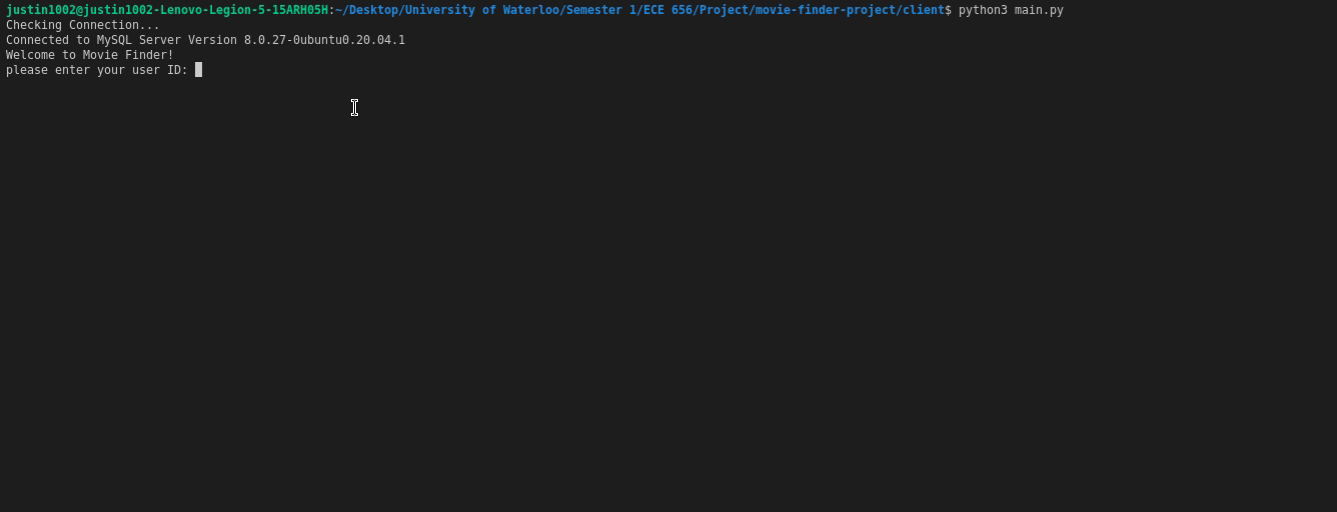 justin1002@justin1002-Lenovo-Legion-5-15ARH05H:~/Desktop/University of Waterloo/Semester 1/ECE 656/Project/movie-finder-project/client$ python3 main.py
Checking Connection...
Connected to MySQL Server Version 8.0.27-0ubuntu0.20.04.1
Welcome to Movie Finder!
please enter your user ID: